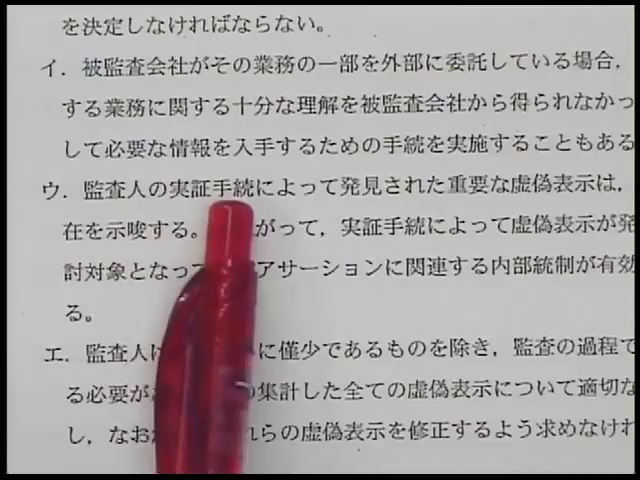 を決定しなければならない。
イ．被監査会社がその業務の一部を外部に委託している場合，
する業務に関する十分な理解を被監査会社から得られなかっ
して必要な情報を入手するための手続を実施することもある
ウ．監査人の実証手続によって発見された重要な虚偽表示は，
在を示唆する。 がって，実証手続によって虚偽表示が発
討対象となっ アサーションに関連する内部統制が有効
る。
エ．監査人 に僅少であるものを除き，監査の過程で
る必要が 集計した全ての虚偽表示について適切な
し，なお れらの虚偽表示を修正するよう求めなけれ